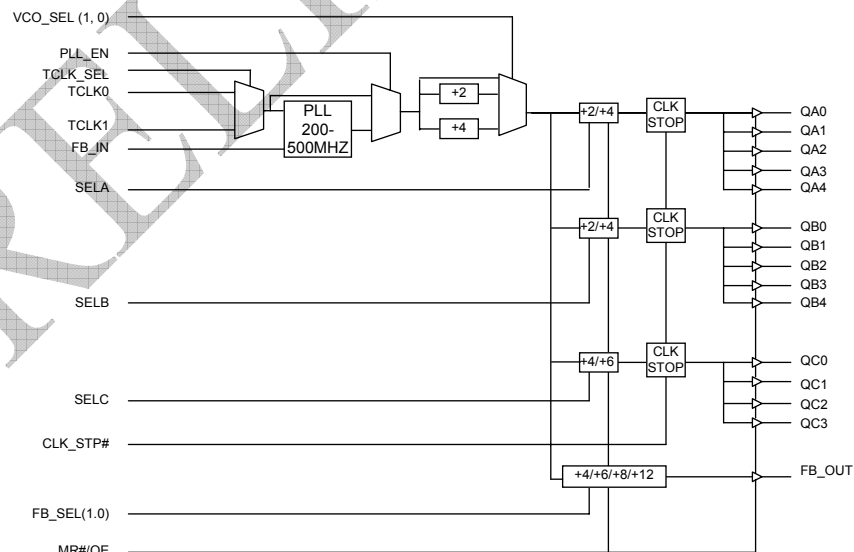 VCO_SEL (1, 0)
PLL_EN
TCLK_SEL
TCLK0
TCLK1
FB_IN
PLL
200-
500MHZ
+2
+4
SELA
+2/+4
CLK
STOP
QA0
QA1
QA2
QA3
QA4
SELB
+2/+4
CLK
STOP
QB0
QB1
QB2
QB3
QB4
SELC
+4/+6
CLK
STOP
QC0
QC1
QC2
QC3
CLK_STP#
+4/+6/+8/+12
FB_OUT
FB_SEL(1.0)
MR#/OE